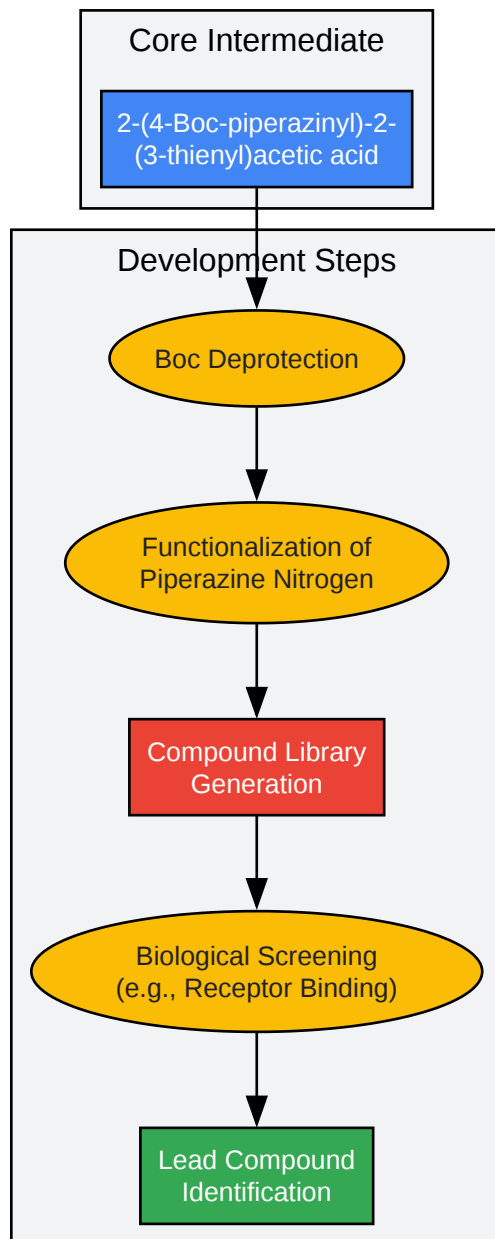 Core Intermediate
2-(4-Boc-piperazinyl)-2-
(3-thienyl)acetic acid
Development Steps
Boc Deprotection
Functionalization of
Piperazine Nitrogen
Compound Library
Generation
Biological Screening
(e.g., Receptor Binding)
Lead Compound
Identification